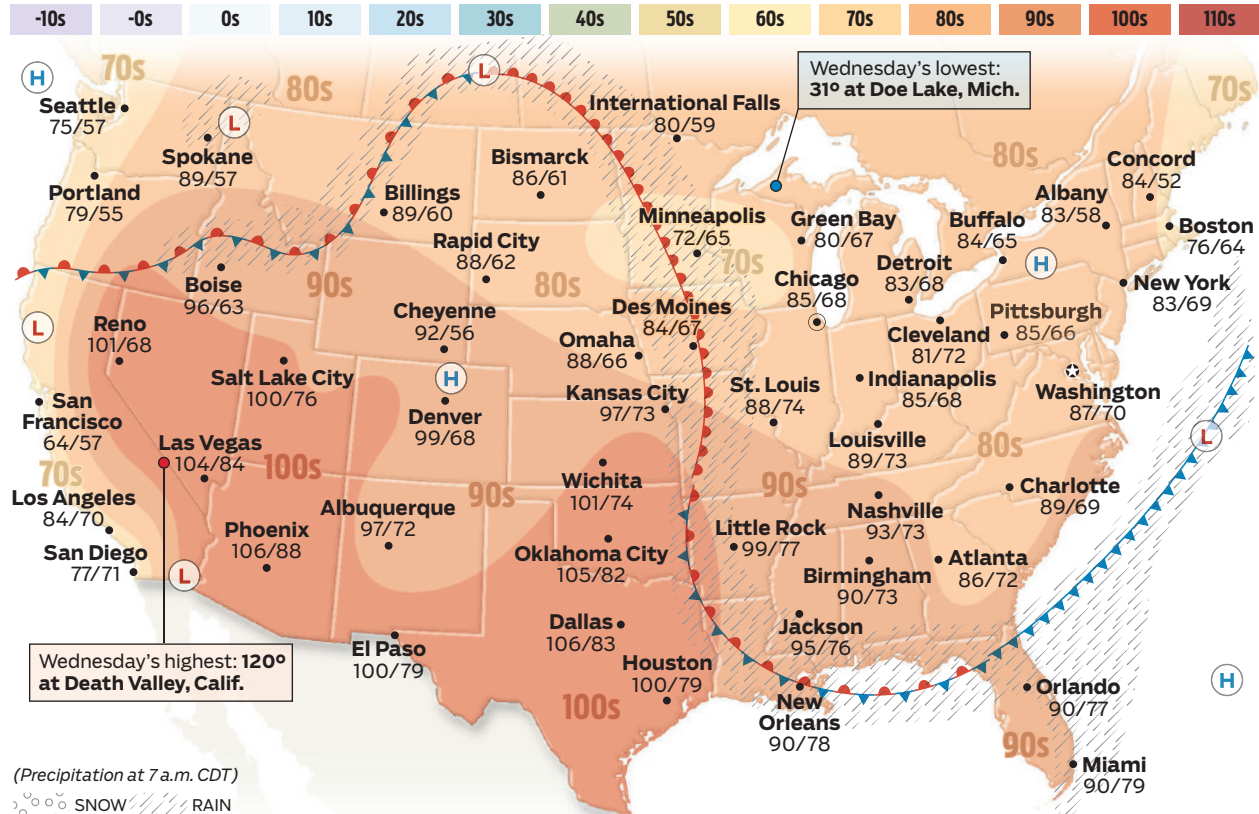 -10s -0s 0s 10s 20s 30s 40s 50s 60s 70s 80s 90s 100s 110s
H
70s
Seattle
75/57
80s
L
International Falls
80/59
Wednesday's lowest:
31º at Doe Lake, Mich.
70s
L
Spokane
89/57
Portland
79/55
Billings
89/60
Bismarck
86/61
80s
Concord
84/52
Albany
83/58
Boston
76/64
Minneapolis
72/65
70s
Green Bay
80/67
Buffalo
84/65
H
Rapid City
88/62
Boise
96/63
90s
80s
Chicago
85/68
Detroit
83/68
New York
83/69
L
Reno
101/68
Cheyenne
92/56
Des Moines
84/67
Omaha
88/66
Cleveland
81/72
Pittsburgh
85/66
Salt Lake City
100/76
H
Denver
99/68
Kansas City
97/73
St. Louis
88/74
Indianapolis
85/68
Washington
87/70
San
Francisco
64/57
Las Vegas
104/84
100s
Louisville
89/73
80s
L
70s
Los Angeles
84/70
San Diego
77/71
L
Phoenix
106/88
Albuquerque
97/72
90s
Wichita
101/74
90s
Nashville
93/73
Charlotte
89/69
Oklahoma City
105/82
Little Rock
99/77
Birmingham
90/73
Atlanta
86/72
Wednesday's highest: 120º
at Death Valley, Calif.
El Paso
100/79
Dallas
106/83
Houston
100/79
100s
Jackson
95/76
New
Orleans
90/78
Orlando
90/77
H
90s
Miami
90/79
(Precipitation at 7 a.m. CDT)
SNOW RAIN